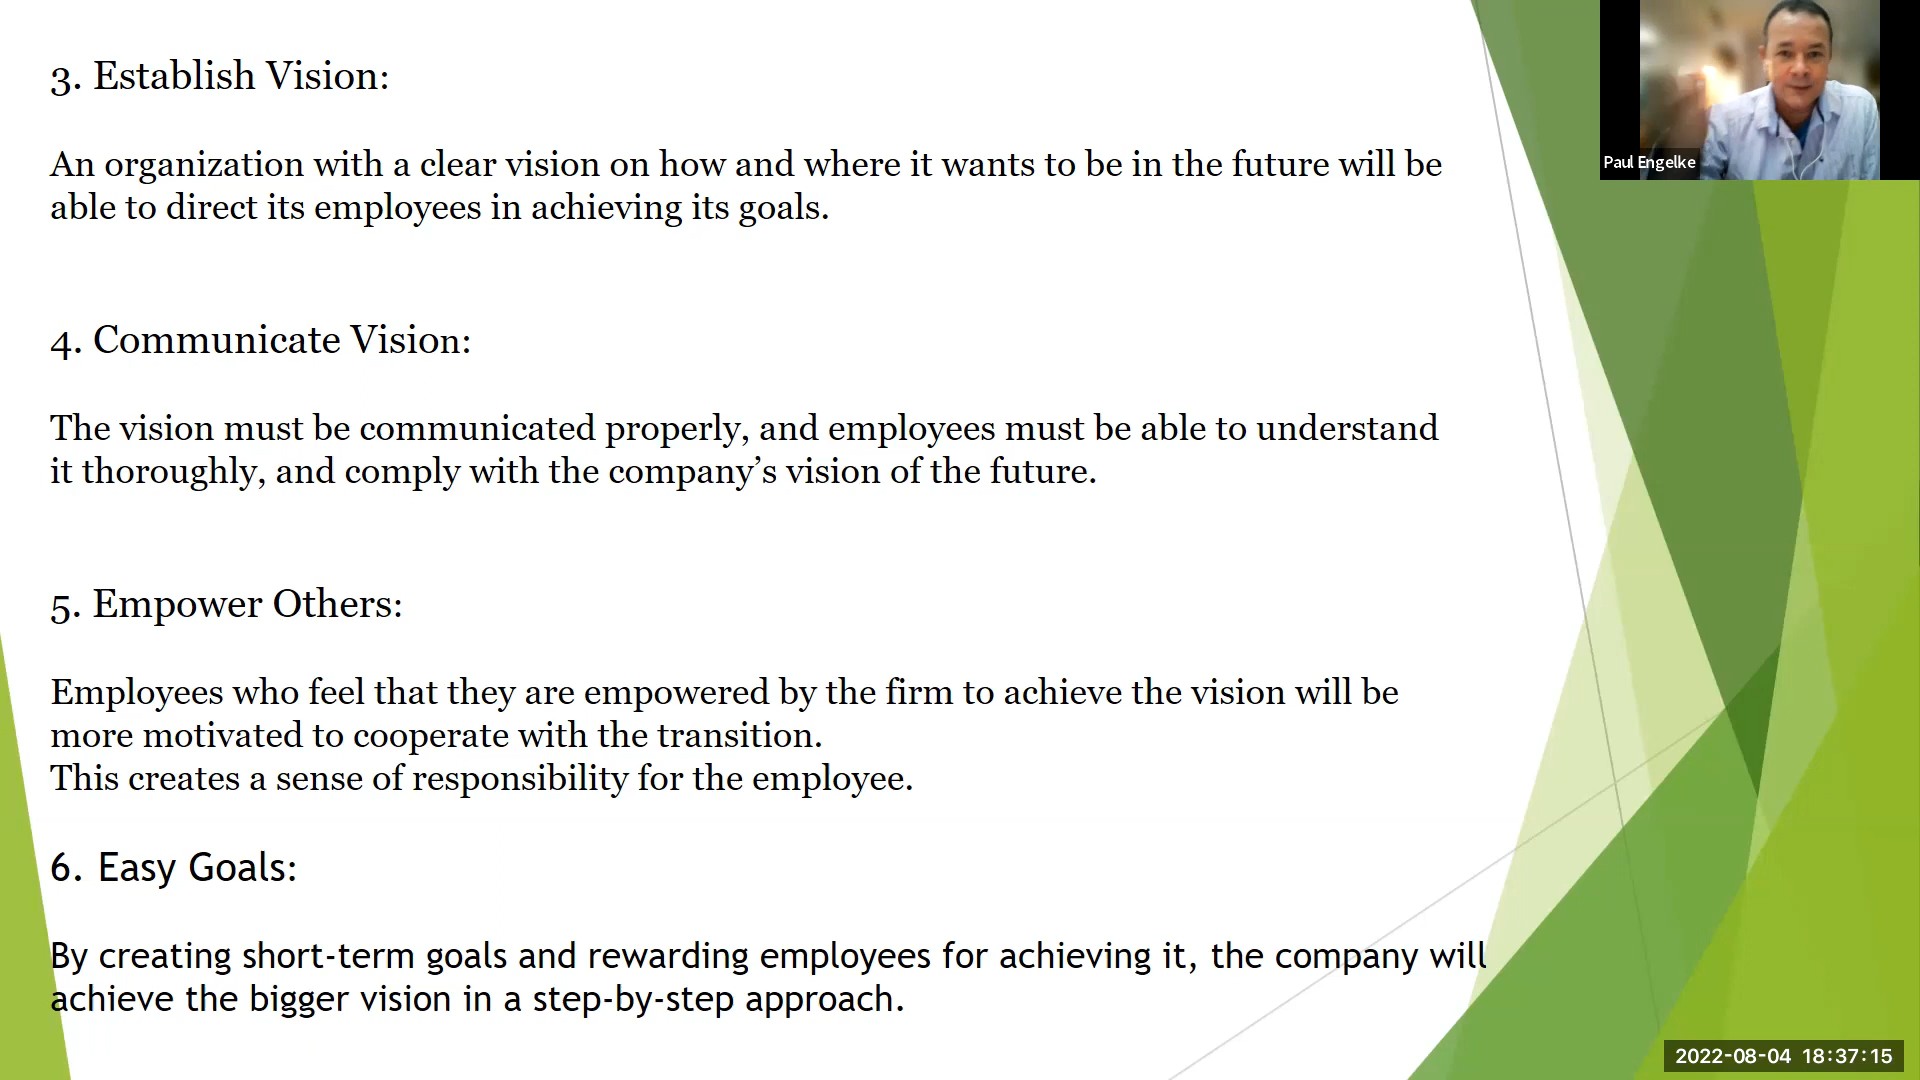 3. Establish Vision:
An organization with a clear vision on how and where it wants to be in the future will be
able to direct its employees in achieving its goals.
4. Communicate Vision:
The vision must be communicated properly, and employees must be able to understand
it thoroughly, and comply with the company’s vision of the future.
5. Empower Others:
Employees who feel that they are empowered by the firm to achieve the vision will be
more motivated to cooperate with the transition.
This creates a sense of responsibility for the employee.
6. Easy Goals:
By creating short-term goals and rewarding employees for achieving it, the company will
achieve the bigger vision in a step-by-step approach.
Paul Engelke
2022-08-04 18:37:15